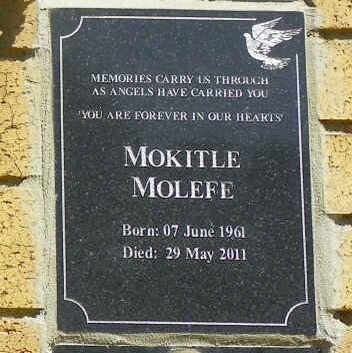 MEMORIES CARRY US THROUGH
AS ANGELS HAVE CARRIED YOU
'YOU ARE FOREVER IN OUR HEARTS'
MOKITLE
MOLEFE
Born: 07 June 1961
Died: 29 May 2011